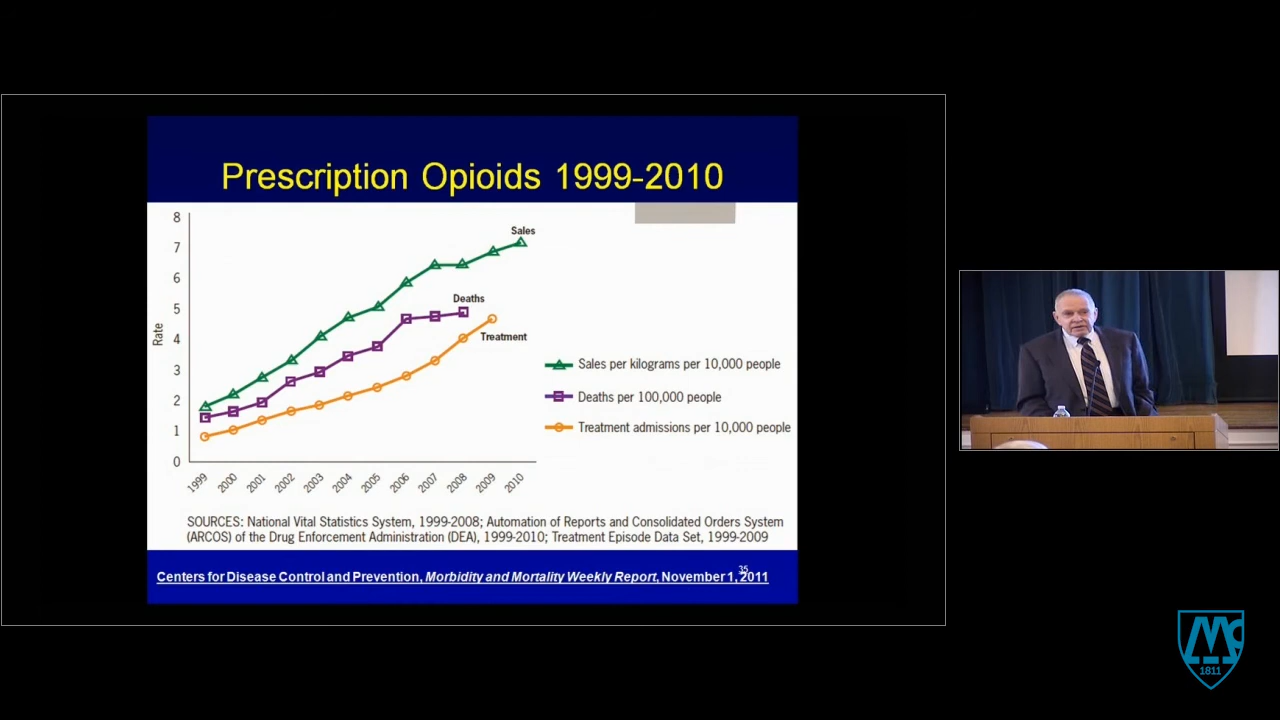 Prescription Opioids 1999-2010
8
7
6
5
4
3
2
1
0
Rate
Sales
Deaths
Treatment
Sales per kilograms per 10,000 people
Deaths per 100,000 people
Treatment admissions per 10,000 people
1999
2000
2001
2002
2003
2004
2005
2006
2007
2008
2009
2010
SOURCES: National Vital Statistics System, 1999-2008; Automation of Reports and Consolidated Orders System
(ARCOS) of the Drug Enforcement Administration (DEA), 1999-2010; Treatment Episode Data Set, 1999-2009
35
Centers for Disease Control and Prevention, Morbidity and Mortality Weekly Report, November 1, 2011
Mc
1811